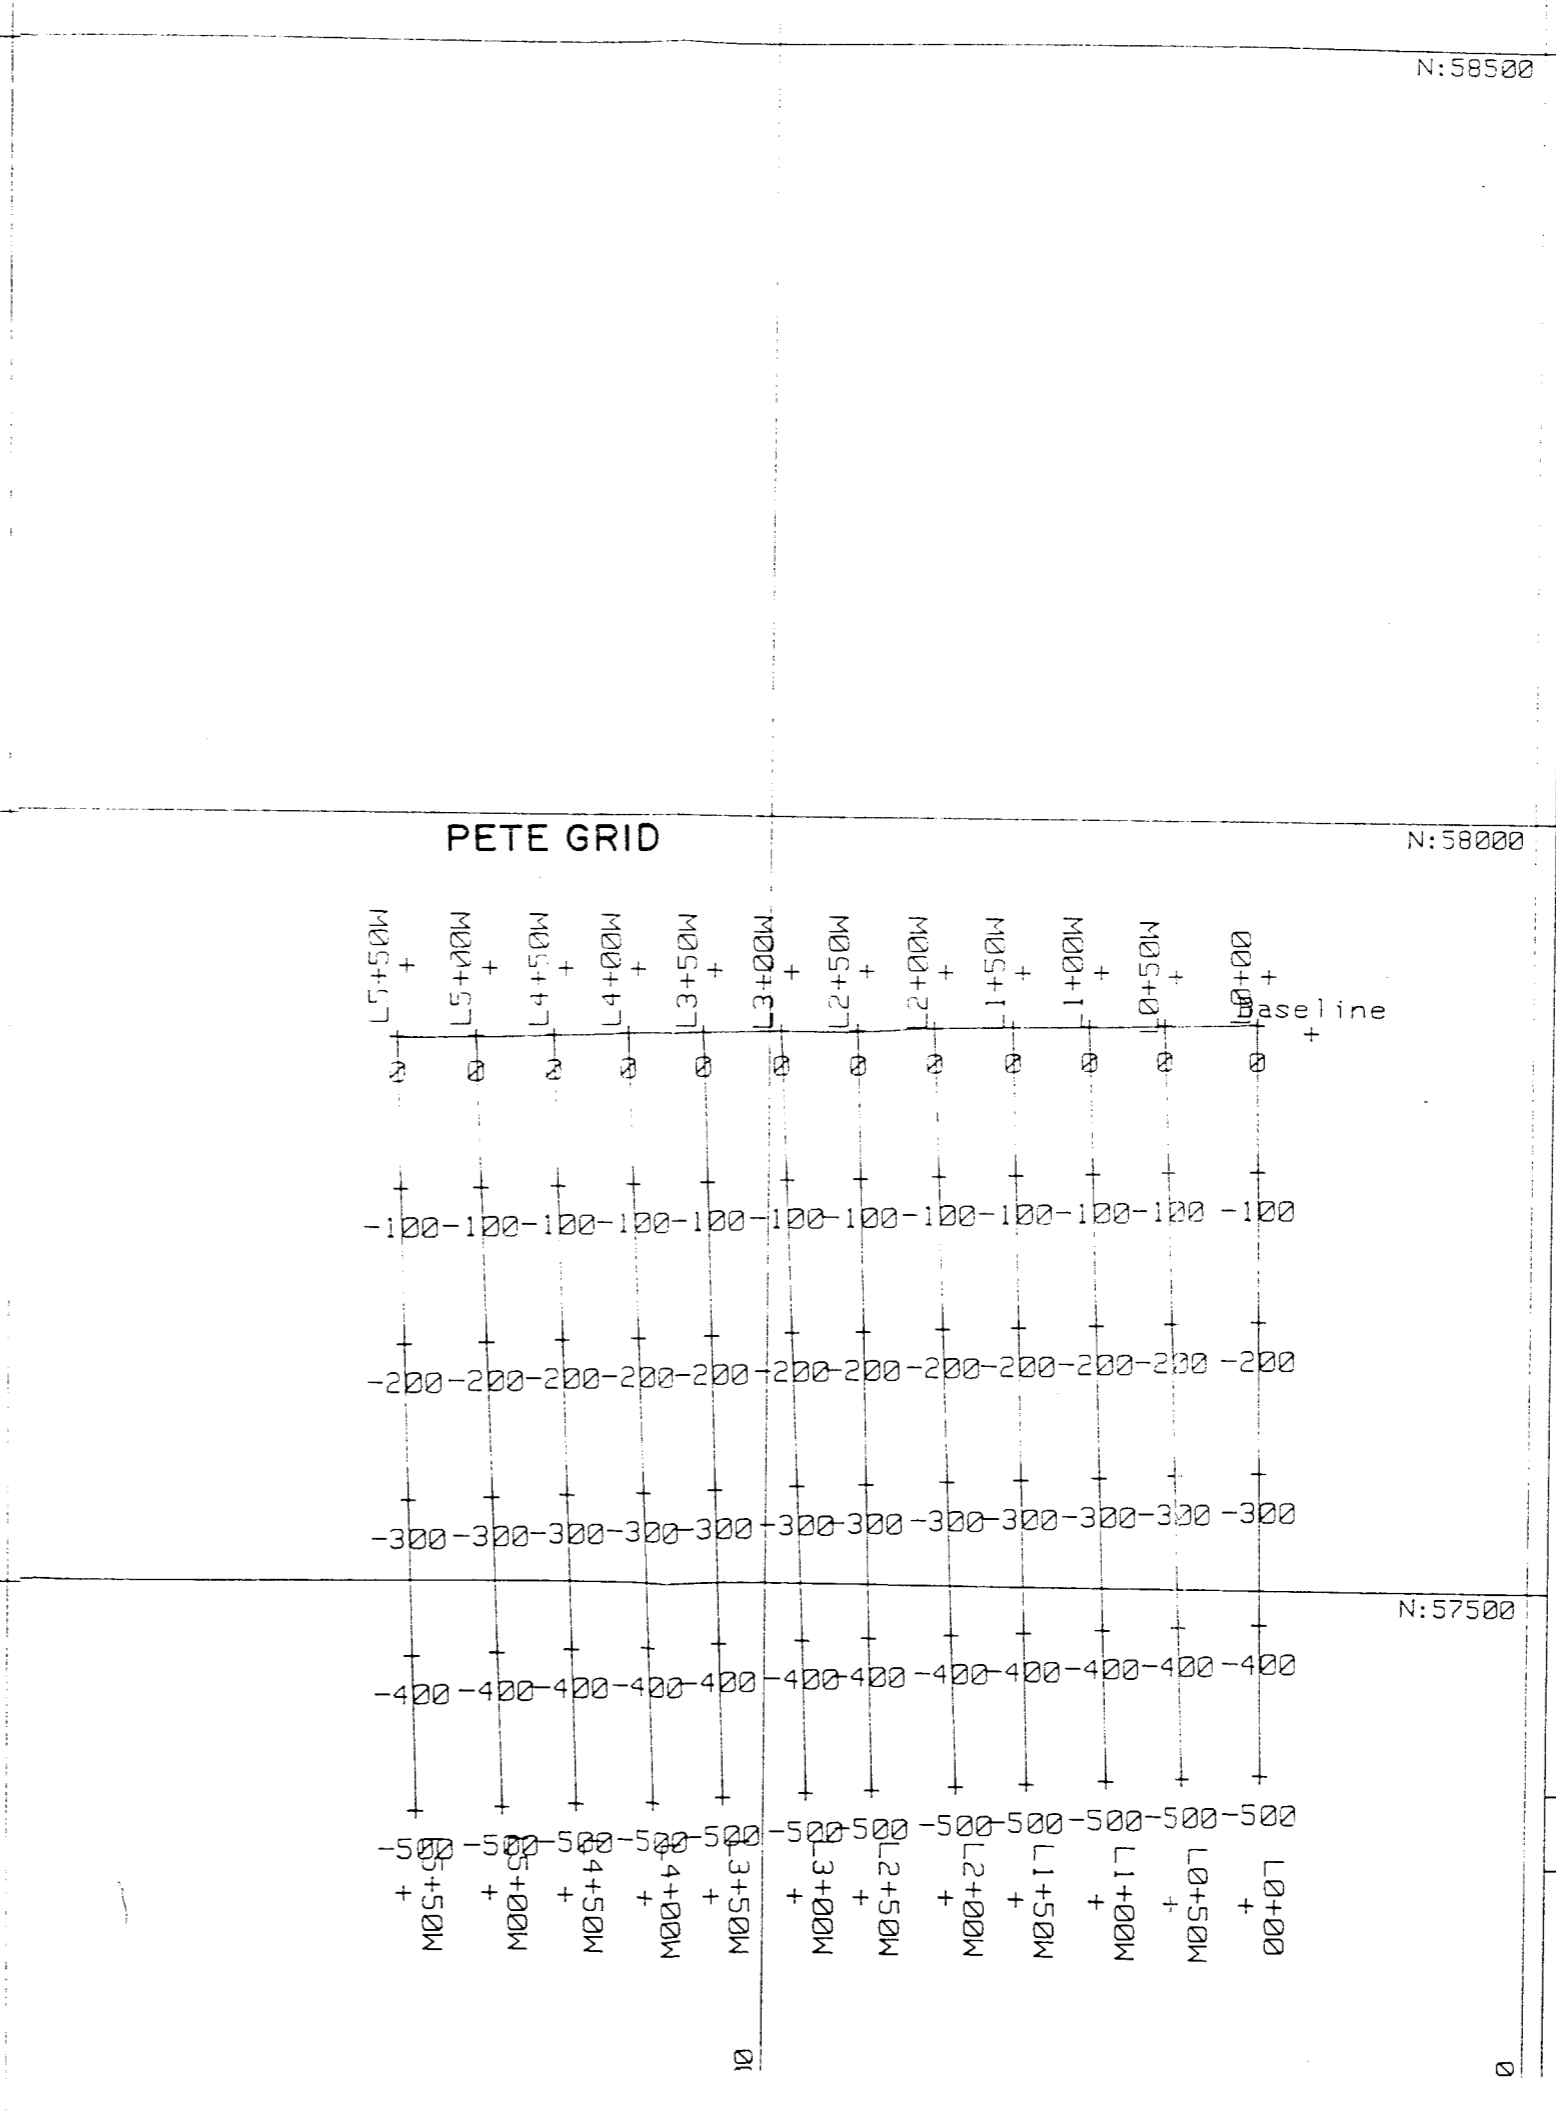 N:58500
PETE GRID
N:58000
L5+50W L5+00W L4+50W L4+00W L3+50W L3+00W L2+50W L2+00W L1+50W L1+00W L0+50W L0+00
Baseline
0 0 0 0 0 0 0 0 0 0 0 0
-100 -100 -100 -100 -100 -100 -100 -100 -100 -100 -100 -100
-200 -200 -200 -200 -200 -200 -200 -200 -200 -200 -200 -200
-300 -300 -300 -300 -300 -300 -300 -300 -300 -300 -300 -300
N:57500
-400 -400 -400 -400 -400 -400 -400 -400 -400 -400 -400 -400
-500 -500 -500 -500 -500 -500 -500 -500 -500 -500 -500 -500
L5+50W L5+00W L4+50W L4+00W L3+50W L3+00W L2+50W L2+00W L1+50W L1+00W L0+50W L0+00
0